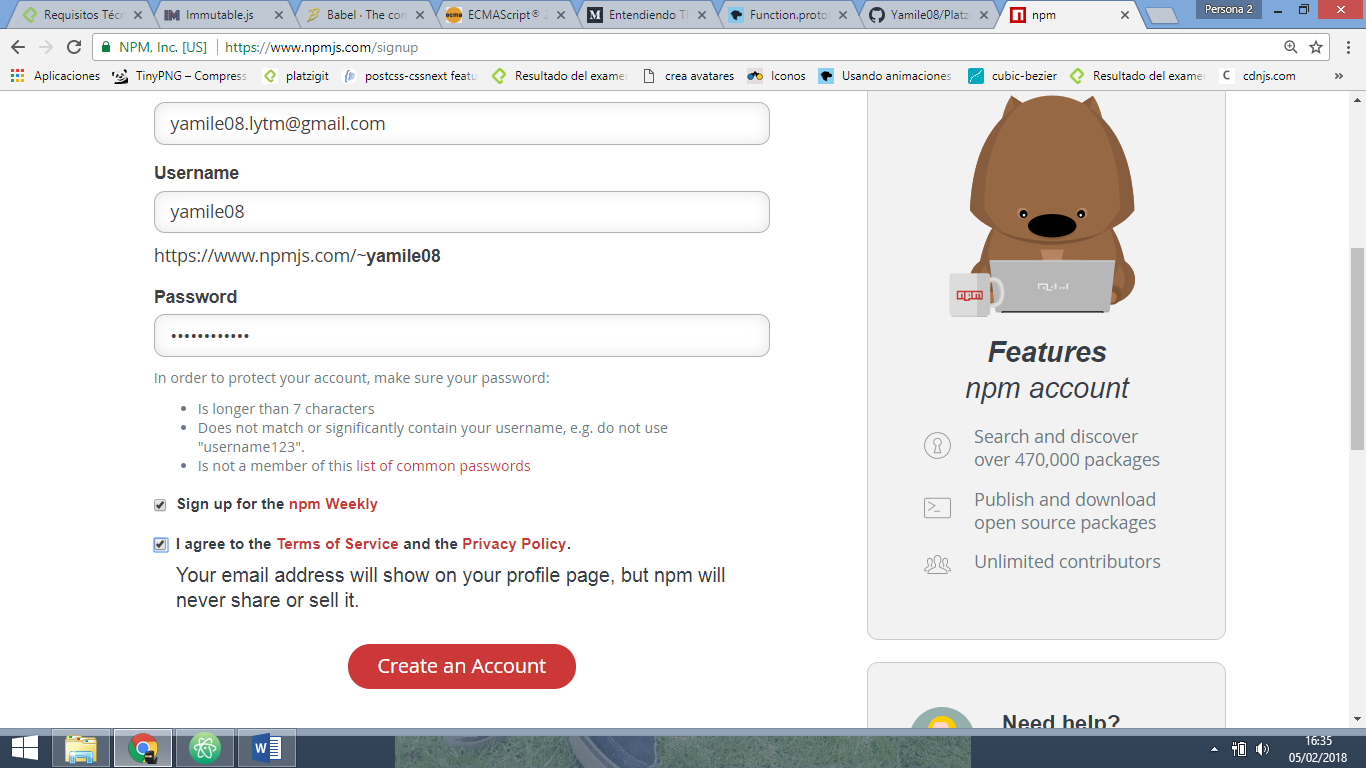 Requisitos Técn
Immutable.js
Babel · The con
ECMAScript® 2
Entendiendo T
Function.proto
Yamile08/Platz
npm
Persona 2
NPM, Inc. [US]
https://www.npmjs.com/signup
Aplicaciones
TinyPNG – Compress
platzigit
postcss-cssnext featu
Resultado del exame
crea avatares
Iconos
Usando animaciones
cubic-bezier
Resultado del exame
cdnjs.com
»
yamile08.lytm@gmail.com
Username
yamile08
https://www.npmjs.com/~yamile08
Password
In order to protect your account, make sure your password:
Is longer than 7 characters
Does not match or significantly contain your username, e.g. do not use
"username123".
Is not a member of this list of common passwords
Sign up for the npm Weekly
I agree to the Terms of Service and the Privacy Policy.
Your email address will show on your profile page, but npm will
never share or sell it.
Create an Account
npm
Features
npm account
Search and discover
over 470,000 packages
Publish and download
open source packages
Unlimited contributors
Need help?
16:35
05/02/2018